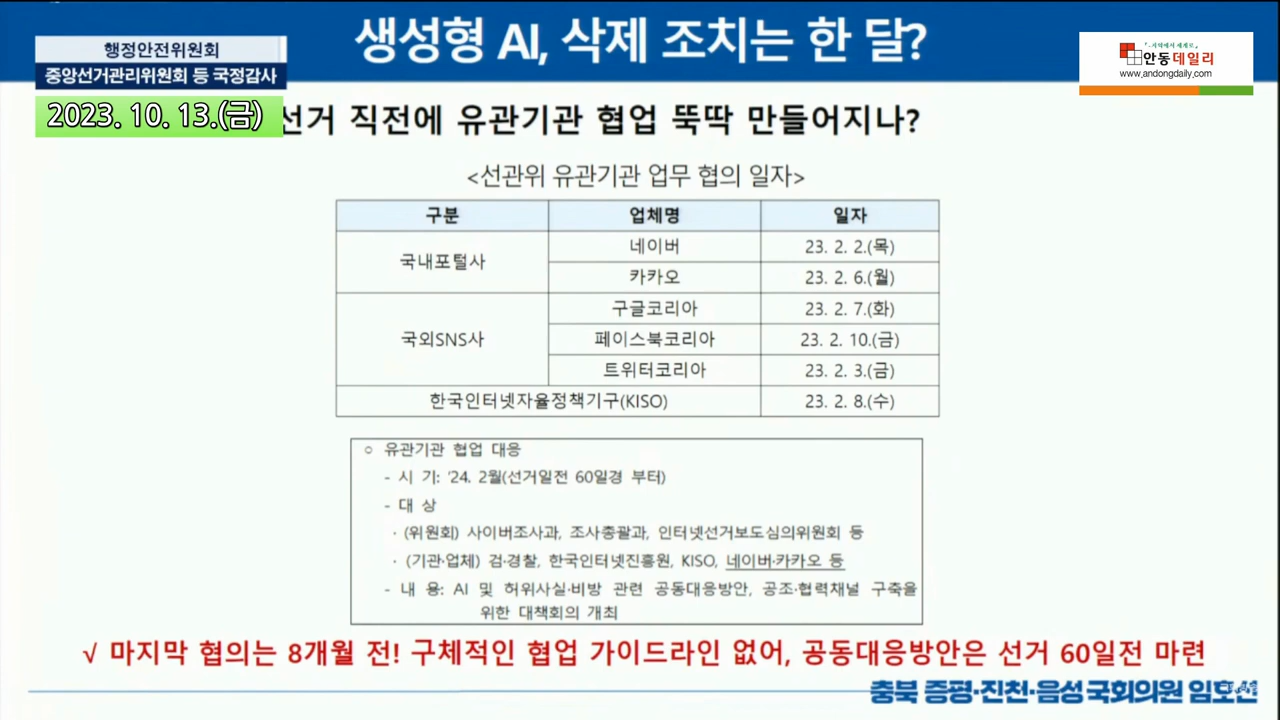 생성형 AI, 삭제 조치는 한 달?
행정안전위원회
중앙선거관리위원회 등 국정감사
2023. 10. 13.(금)
-지역에서 세계로-
안동데일리
www.andongdaily.com
선거 직전에 유관기관 협업 뚝딱 만들어지나?
<선관위 유관기관 업무 협의 일자>
구분 업체명 일자
국내포털사 네이버 23. 2. 2.(목)
카카오 23. 2. 6.(월)
국외SNS사 구글코리아 23. 2. 7.(화)
페이스북코리아 23. 2. 10.(금)
트위터코리아 23. 2. 3.(금)
한국인터넷자율정책기구(KISO) 23. 2. 8.(수)
○ 유관기관 협업 대응
- 시 기: '24. 2월(선거일전 60일경 부터)
- 대 상
· (위원회) 사이버조사과, 조사총괄과, 인터넷선거보도심의위원회 등
· (기관·업체) 검·경찰, 한국인터넷진흥원, KISO, 네이버·카카오 등
- 내 용: AI 및 허위사실·비방 관련 공동대응방안, 공조·협력채널 구축을
위한 대책회의 개최
√ 마지막 협의는 8개월 전! 구체적인 협업 가이드라인 없어, 공동대응방안은 선거 60일전 마련
충북 증평·진천·음성 국회의원 임호선